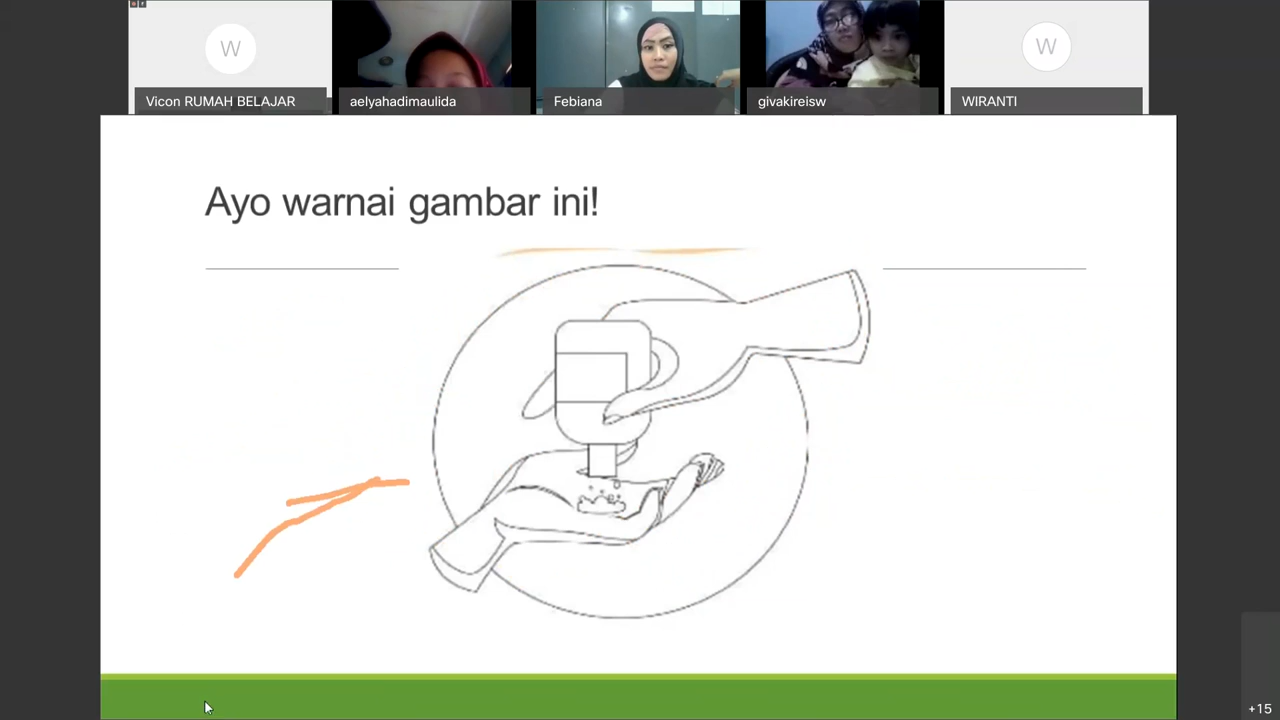 W
W
Vicon RUMAH BELAJAR
aelyahadimaulida
Febiana
givakireisw
WIRANTI
Ayo warnai gambar ini!
+15